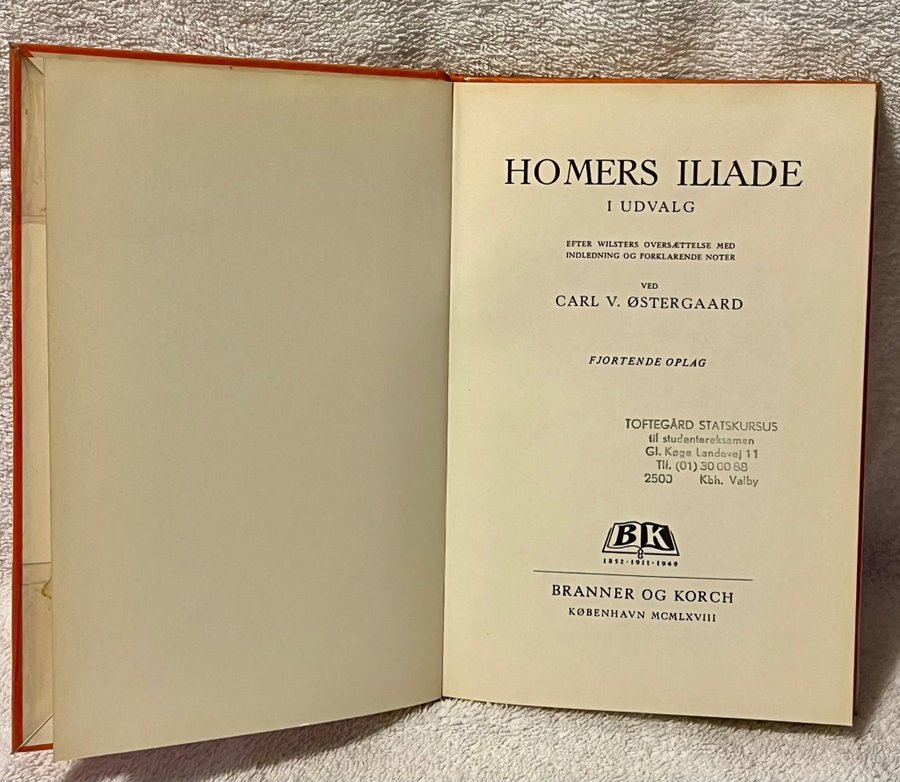 HOMERS ILIADE
I UDVALG
EFTER WILSTERS OVERSÆTTELSE MED
INDLEDNING OG FORKLARENDE NOTER
VED
CARL V. ØSTERGAARD
FJORTENDE OPLAG
TOFTEGÅRD STATSKURSUS
til studentereksamen
Gl. Køge Landevej 11
Tlf. (01) 30 00 88
2500 Kbh. Valby
BK
1852·1911·1949
BRANNER OG KORCH
KØBENHAVN MCMLXVIII